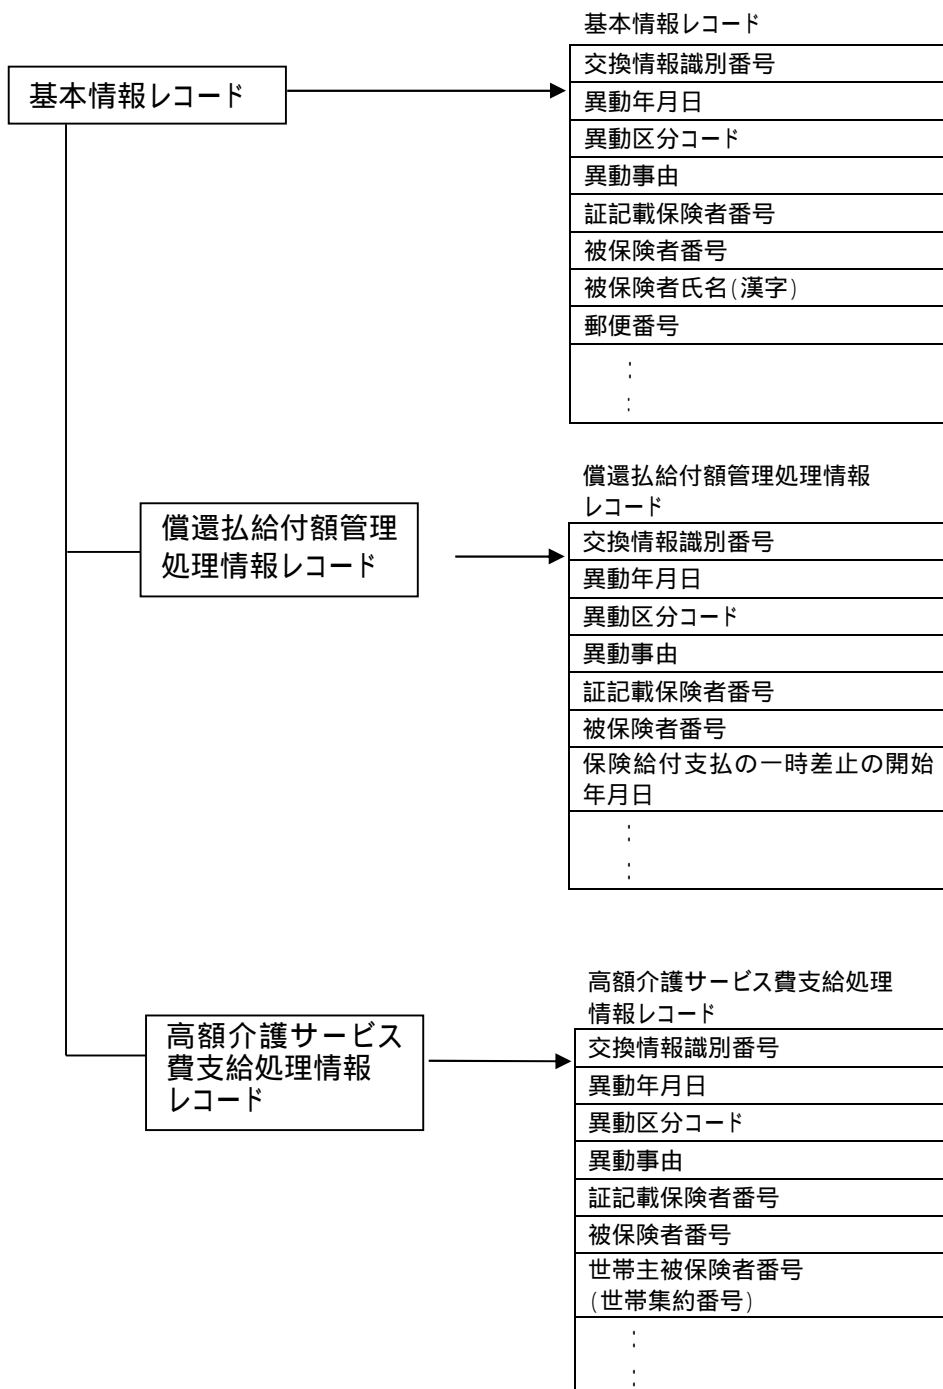 基本情報レコード
基本情報レコード
交換情報識別番号
異動年月日
異動区分コード
異動事由
証記載保険者番号
被保険者番号
被保険者氏名(漢字)
郵便番号
:
:
償還払給付額管理
処理情報レコード
償還払給付額管理処理情報
レコード
交換情報識別番号
異動年月日
異動区分コード
異動事由
証記載保険者番号
被保険者番号
保険給付支払の一時差止の開始
年月日
:
:
高額介護サービス
費支給処理情報
レコード
高額介護サービス費支給処理
情報レコード
交換情報識別番号
異動年月日
異動区分コード
異動事由
証記載保険者番号
被保険者番号
世帯主被保険者番号
(世帯集約番号)
:
: